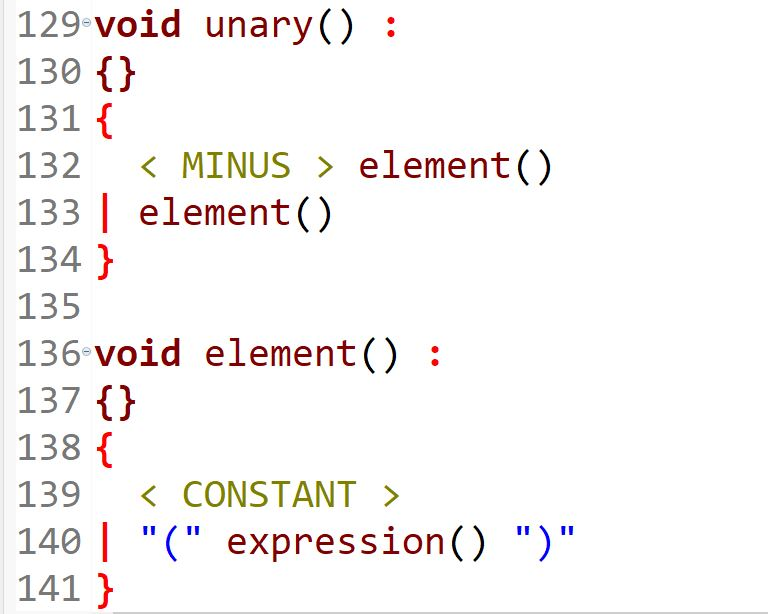 129 void unary() :
130 {}
131 {
132   < MINUS > element()
133 | element()
134 }
135
136 void element() :
137 {}
138 {
139   < CONSTANT >
140 | "(" expression() ")"
141 }